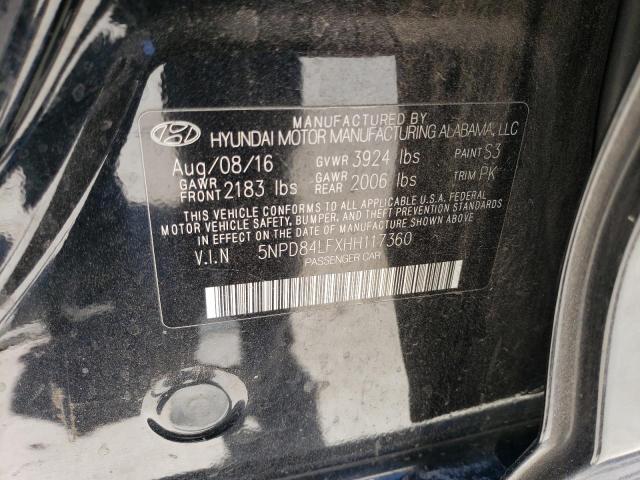 MANUFACTURED BY
HYUNDAI MOTOR MANUFACTURING ALABAMA, LLC
Aug/08/16 GVWR 3924 lbs PAINT S3
GAWR FRONT 2183 lbs GAWR REAR 2006 lbs TRIM PK
THIS VEHICLE CONFORMS TO ALL APPLICABLE U.S.A. FEDERAL
MOTOR VEHICLE SAFETY, BUMPER, AND THEFT PREVENTION STANDARDS
IN EFFECT ON THE DATE OF MANUFACTURE SHOWN ABOVE.
V.I.N 5NPD84LFXHH117360
PASSENGER CAR